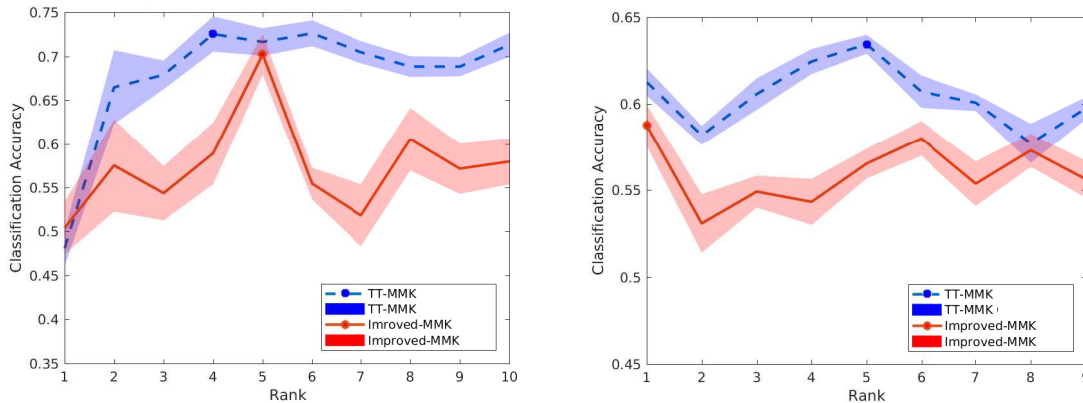 0.75
0.7
0.65
0.6
0.55
0.5
0.45
0.4
0.35
Classification Accuracy
1 2 3 4 5 6 7 8 9 10
Rank
TT-MMK
TT-MMK
Imroved-MMK
Improved-MMK
0.65
0.6
0.55
0.5
0.45
Classification Accuracy
1 2 3 4 5 6 7 8 9
Rank
TT-MMK
TT-MMK
Improved-MMK
Improved-MMK